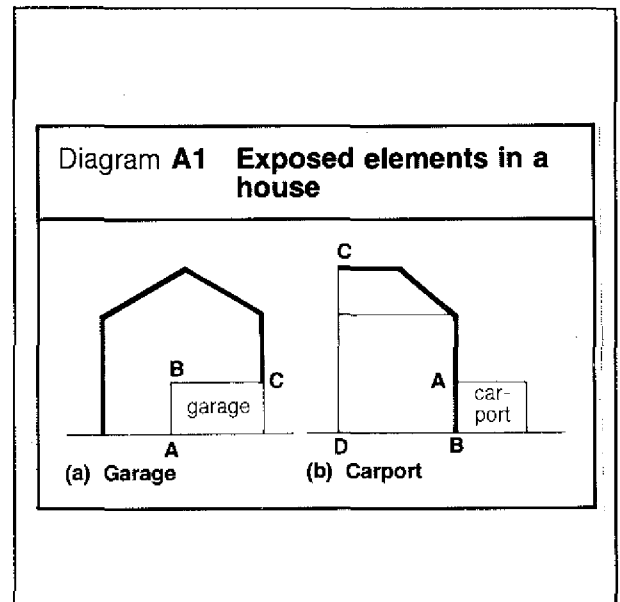 Diagram A1 Exposed elements in a
house
B
C
garage
A
(a) Garage
C
A
car-
port
D
B
(b) Carport